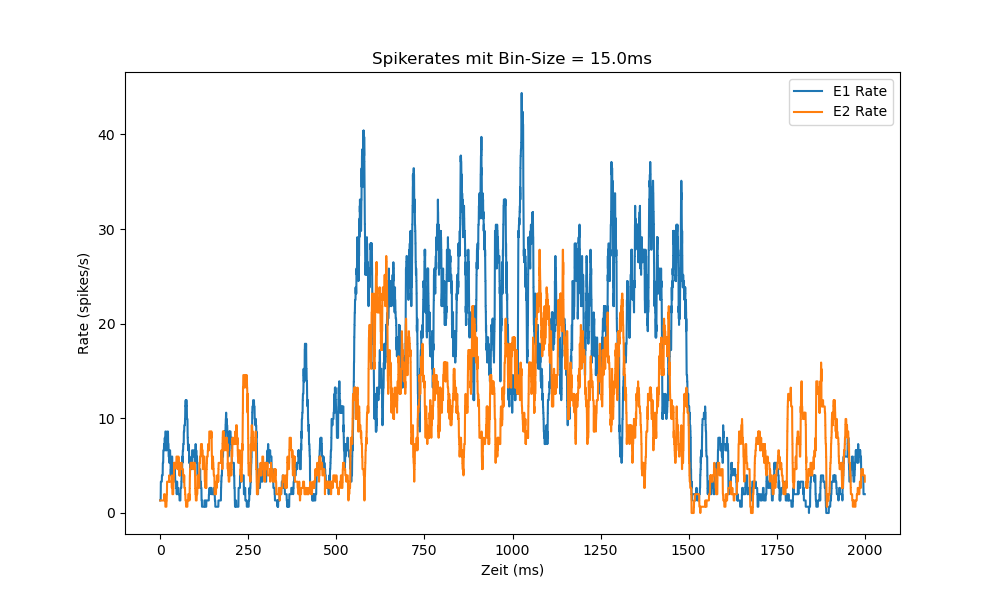 Spikerates mit Bin-Size = 15.0ms
E1 Rate
E2 Rate
40
30
20
10
0
Rate (spikes/s)
0 250 500 750 1000 1250 1500 1750 2000
Zeit (ms)